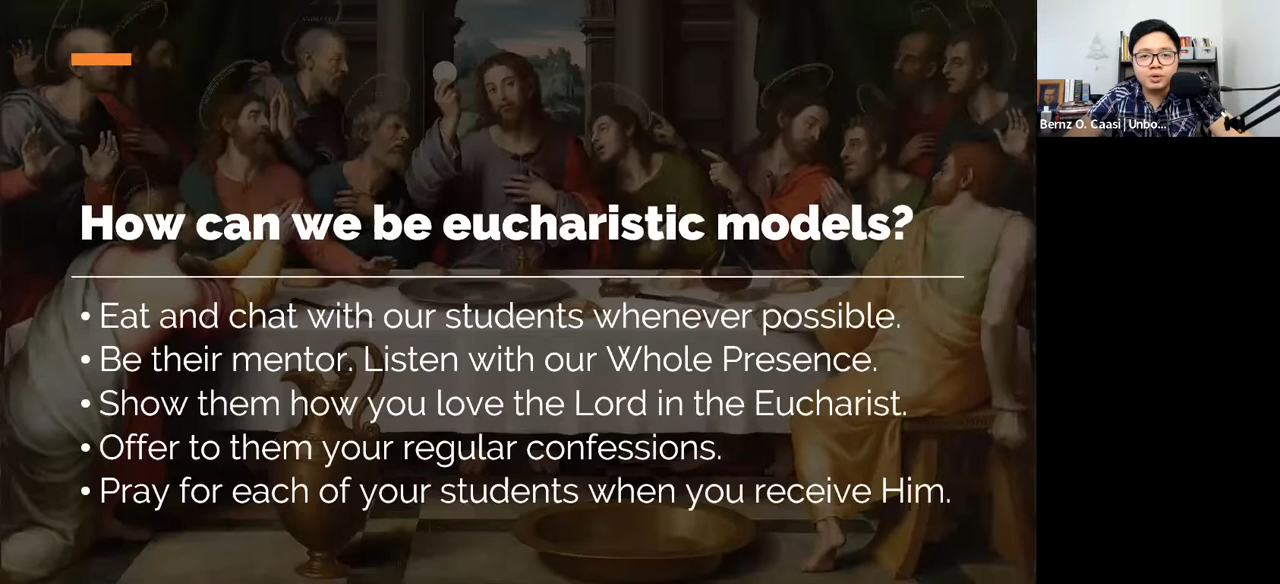 How can we be eucharistic models?
• Eat and chat with our students whenever possible.
• Be their mentor. Listen with our Whole Presence.
• Show them how you love the Lord in the Eucharist.
• Offer to them your regular confessions.
• Pray for each of your students when you receive Him.
Bernz O. Caasi | Unbo...